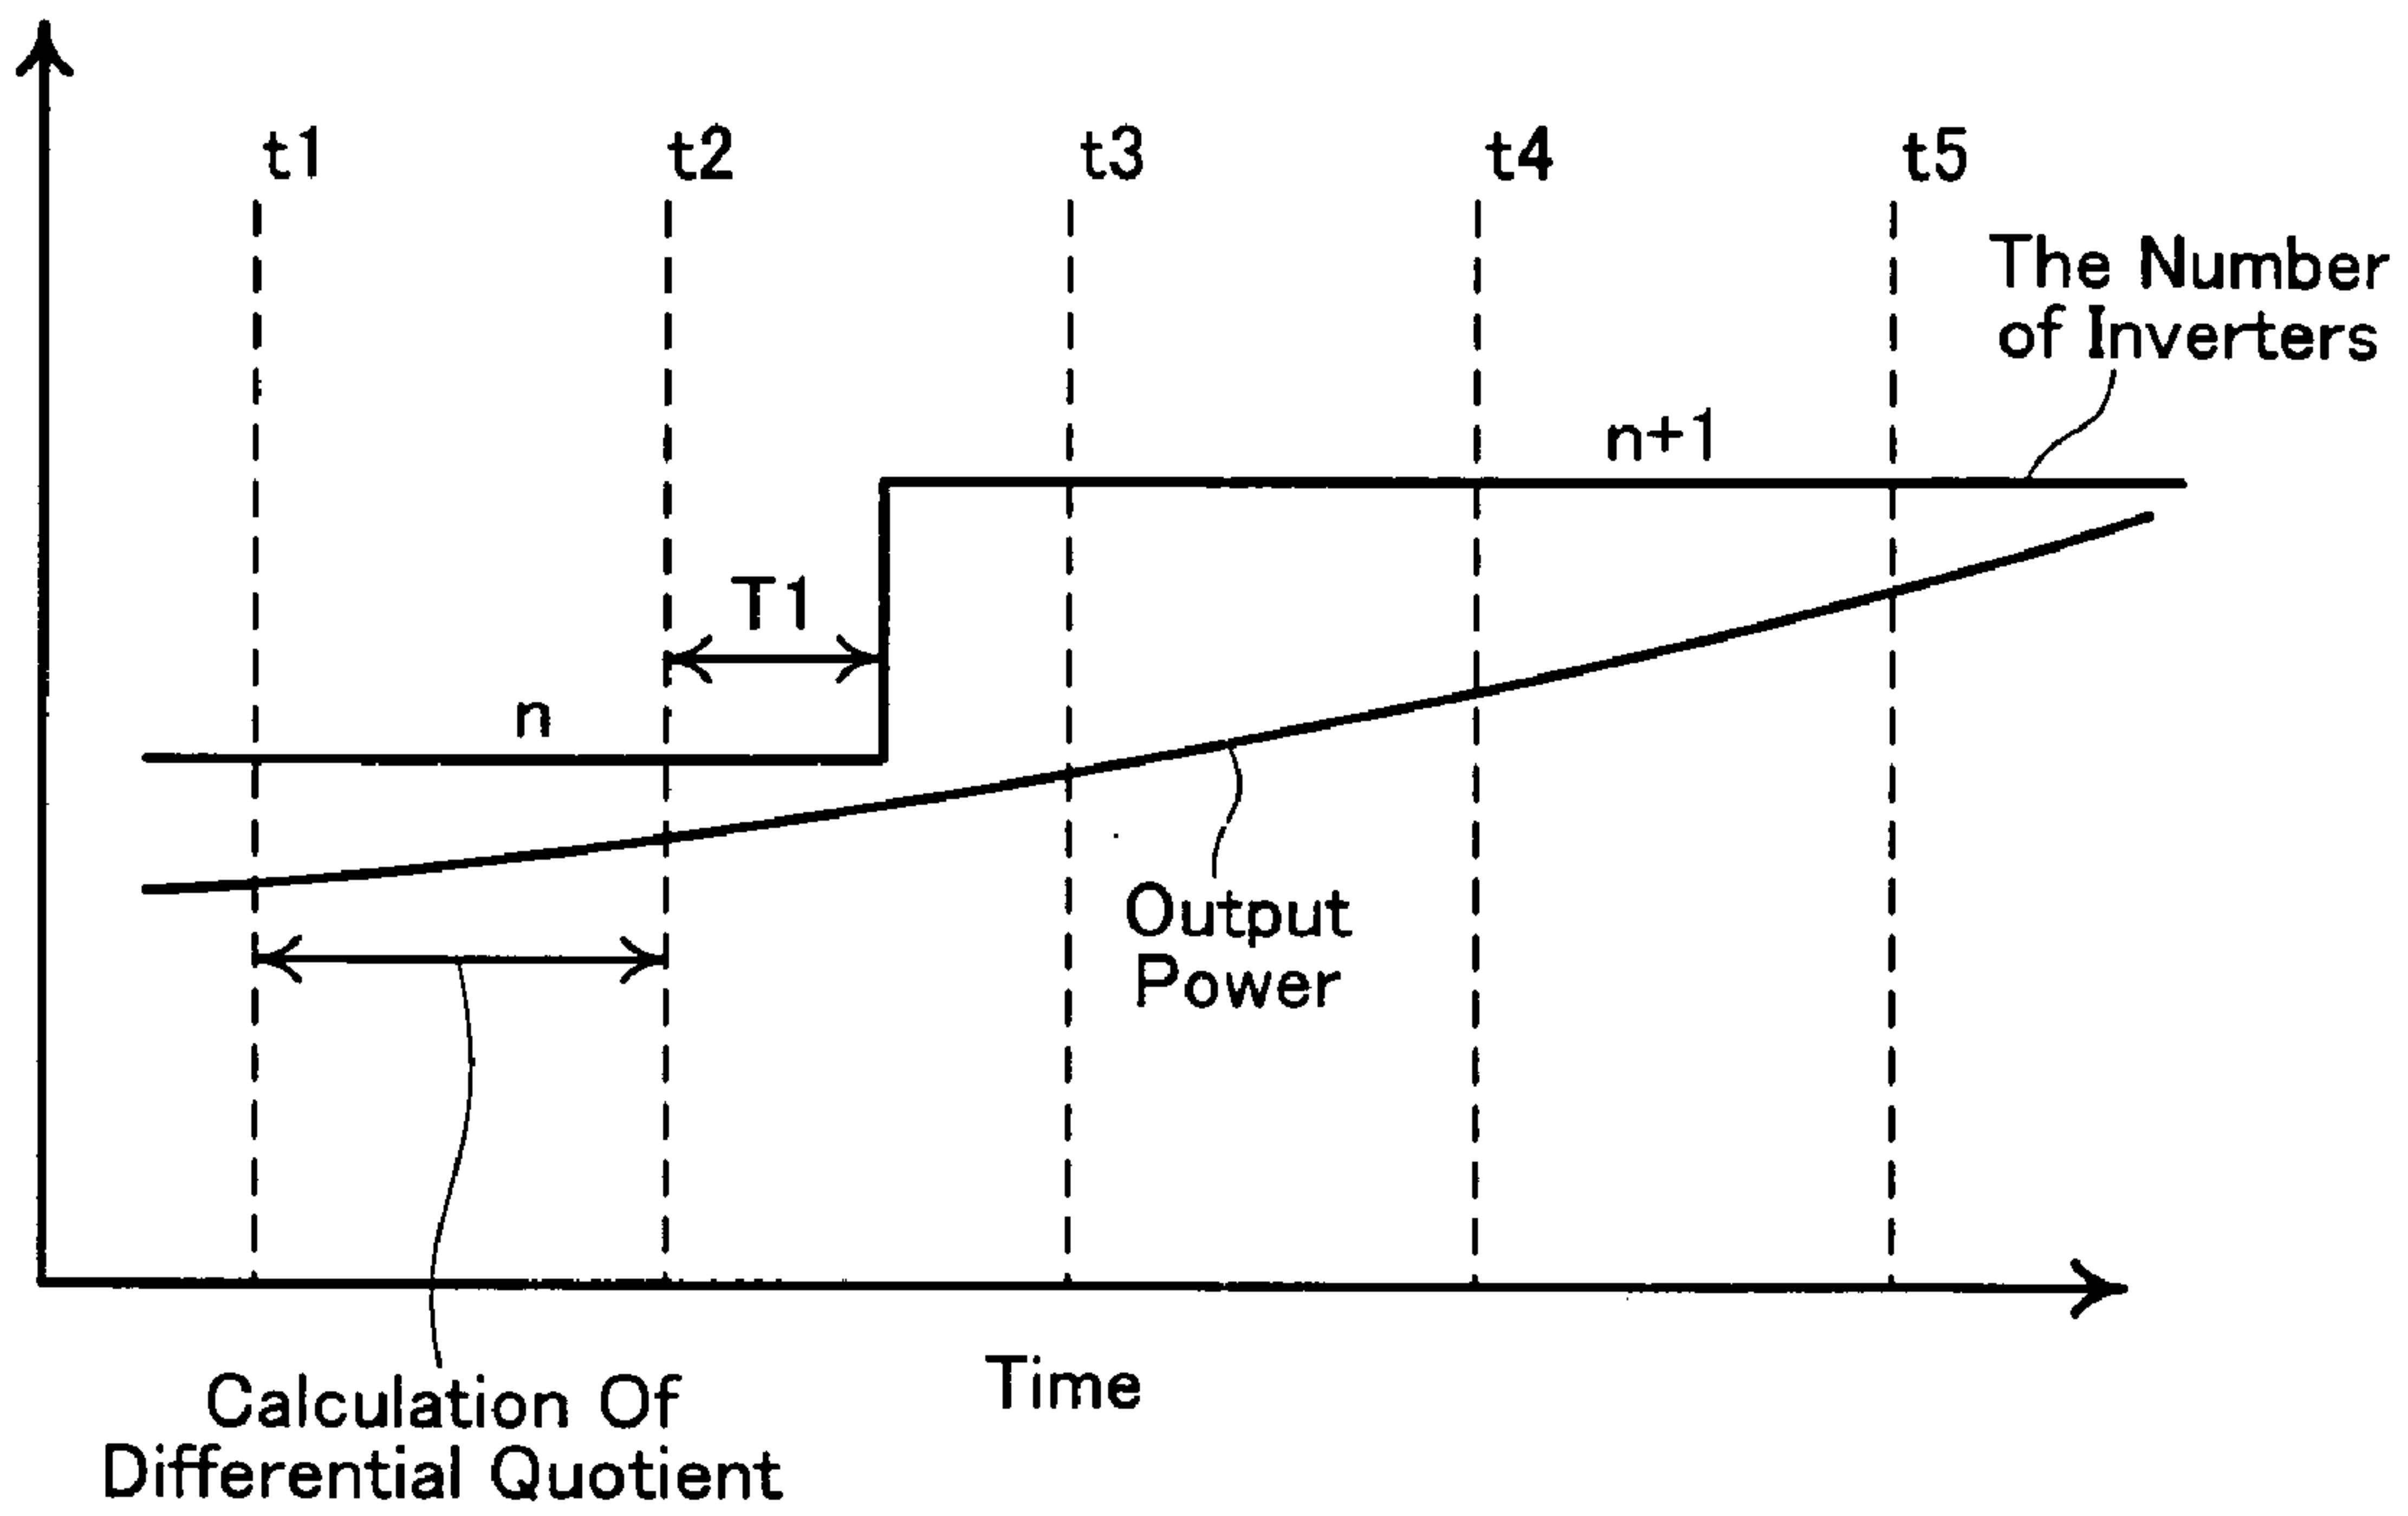 t1
t2
t3
t4
t5
The Number
of Inverters
n+1
T1
n
Output
Power
Time
Calculation Of
Differential Quotient